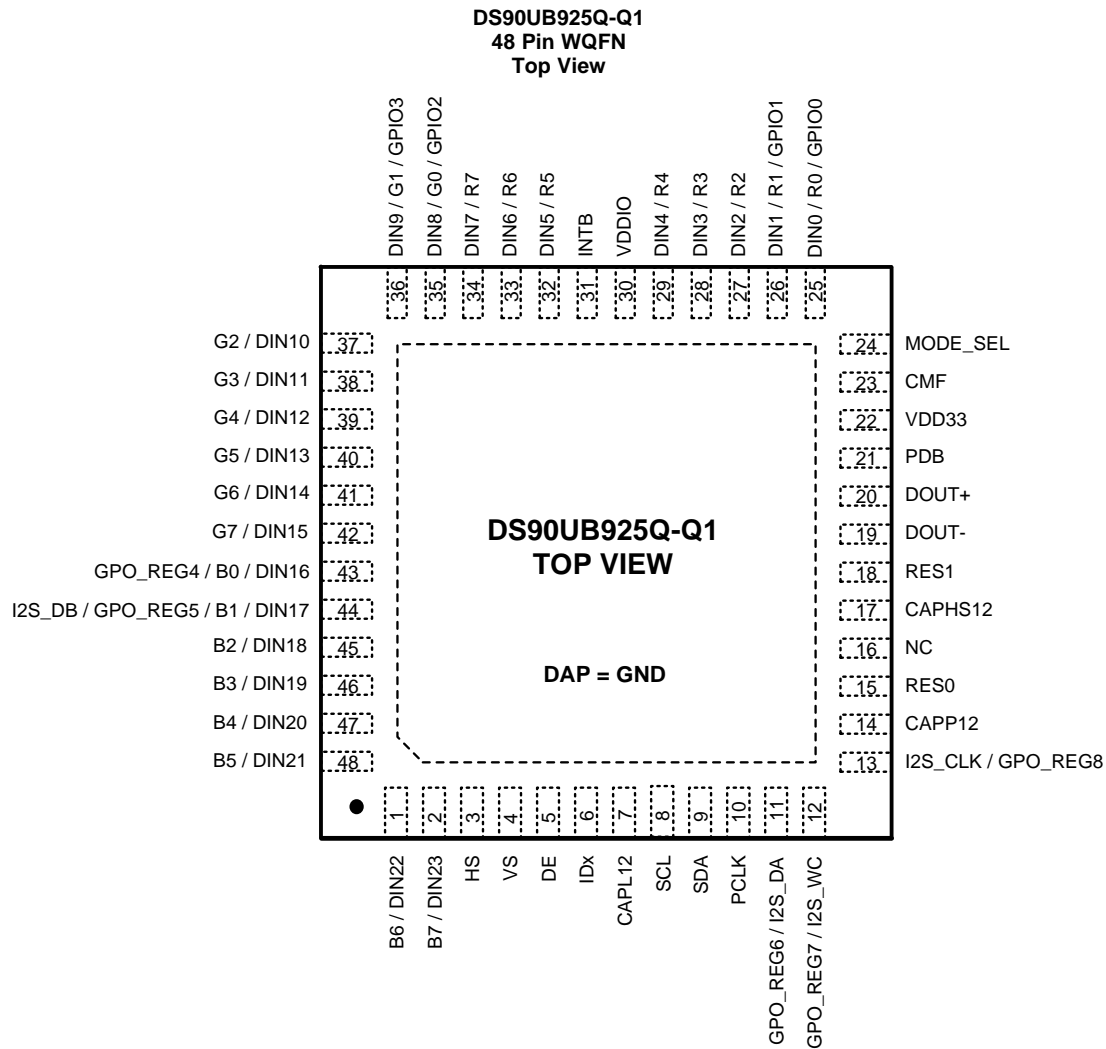 DS90UB925Q-Q1
48 Pin WQFN
Top View
DIN9 / G1 / GPIO3
DIN8 / G0 / GPIO2
DIN7 / R7
DIN6 / R6
DIN5 / R5
INTB
VDDIO
DIN4 / R4
DIN3 / R3
DIN2 / R2
DIN1 / R1 / GPIO1
DIN0 / R0 / GPIO0
36
35
34
33
32
31
30
29
28
27
26
25
G2 / DIN10 37
G3 / DIN11 38
G4 / DIN12 39
G5 / DIN13 40
G6 / DIN14 41
G7 / DIN15 42
GPO_REG4 / B0 / DIN16 43
I2S_DB / GPO_REG5 / B1 / DIN17 44
B2 / DIN18 45
B3 / DIN19 46
B4 / DIN20 47
B5 / DIN21 48
DS90UB925Q-Q1
TOP VIEW
DAP = GND
24 MODE_SEL
23 CMF
22 VDD33
21 PDB
20 DOUT+
19 DOUT-
18 RES1
17 CAPHS12
16 NC
15 RES0
14 CAPP12
13 I2S_CLK / GPO_REG8
1
2
3
4
5
6
7
8
9
10
11
12
B6 / DIN22
B7 / DIN23
HS
VS
DE
IDx
CAPL12
SCL
SDA
PCLK
GPO_REG6 / I2S_DA
GPO_REG7 / I2S_WC